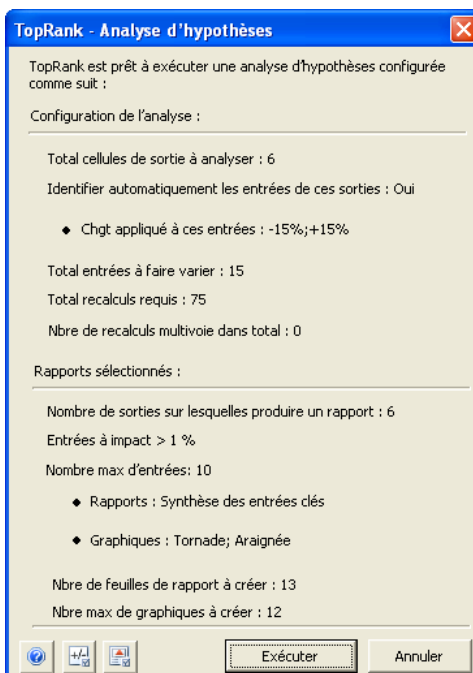 TopRank - Analyse d'hypothèses
TopRank est prêt à exécuter une analyse d'hypothèses configurée
comme suit :
Configuration de l'analyse :
Total cellules de sortie à analyser : 6
Identifier automatiquement les entrées de ces sorties : Oui
◆ Chgt appliqué à ces entrées : -15%;+15%
Total entrées à faire varier : 15
Total recalculs requis : 75
Nbre de recalculs multivoie dans total : 0
Rapports sélectionnés :
Nombre de sorties sur lesquelles produire un rapport : 6
Entrées à impact > 1 %
Nombre max d'entrées: 10
◆ Rapports : Synthèse des entrées clés
◆ Graphiques : Tornade; Araignée
Nbre de feuilles de rapport à créer : 13
Nbre max de graphiques à créer : 12
? +/- Exécuter Annuler